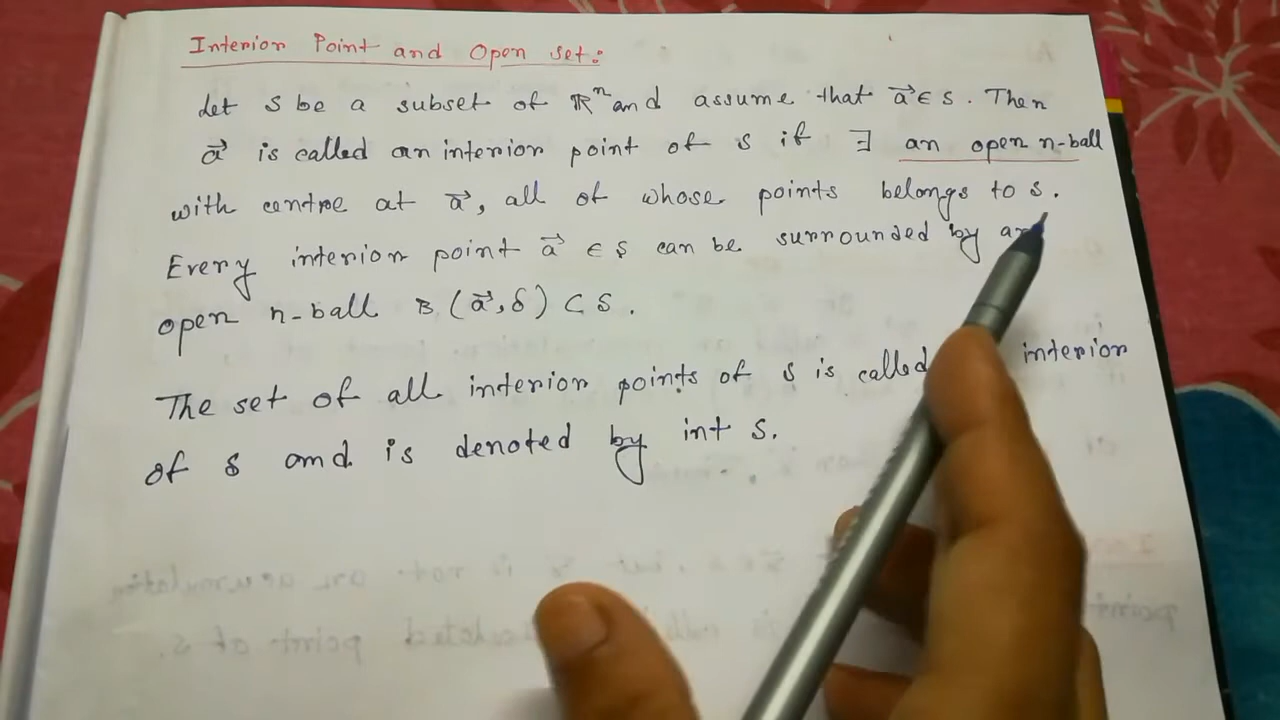 Interior Point and Open set:
Let S be a subset of ℝⁿ and assume that a⃗ ∈ S. Then
a⃗ is called an interior point of S if ∃ an open n-ball
with centre at a⃗, all of whose points belongs to S.
Every interior point a⃗ ∈ S can be surrounded by an
open n-ball B (a⃗, δ) ⊂ S.
The set of all interior points of S is called interior
of S and is denoted by int S.